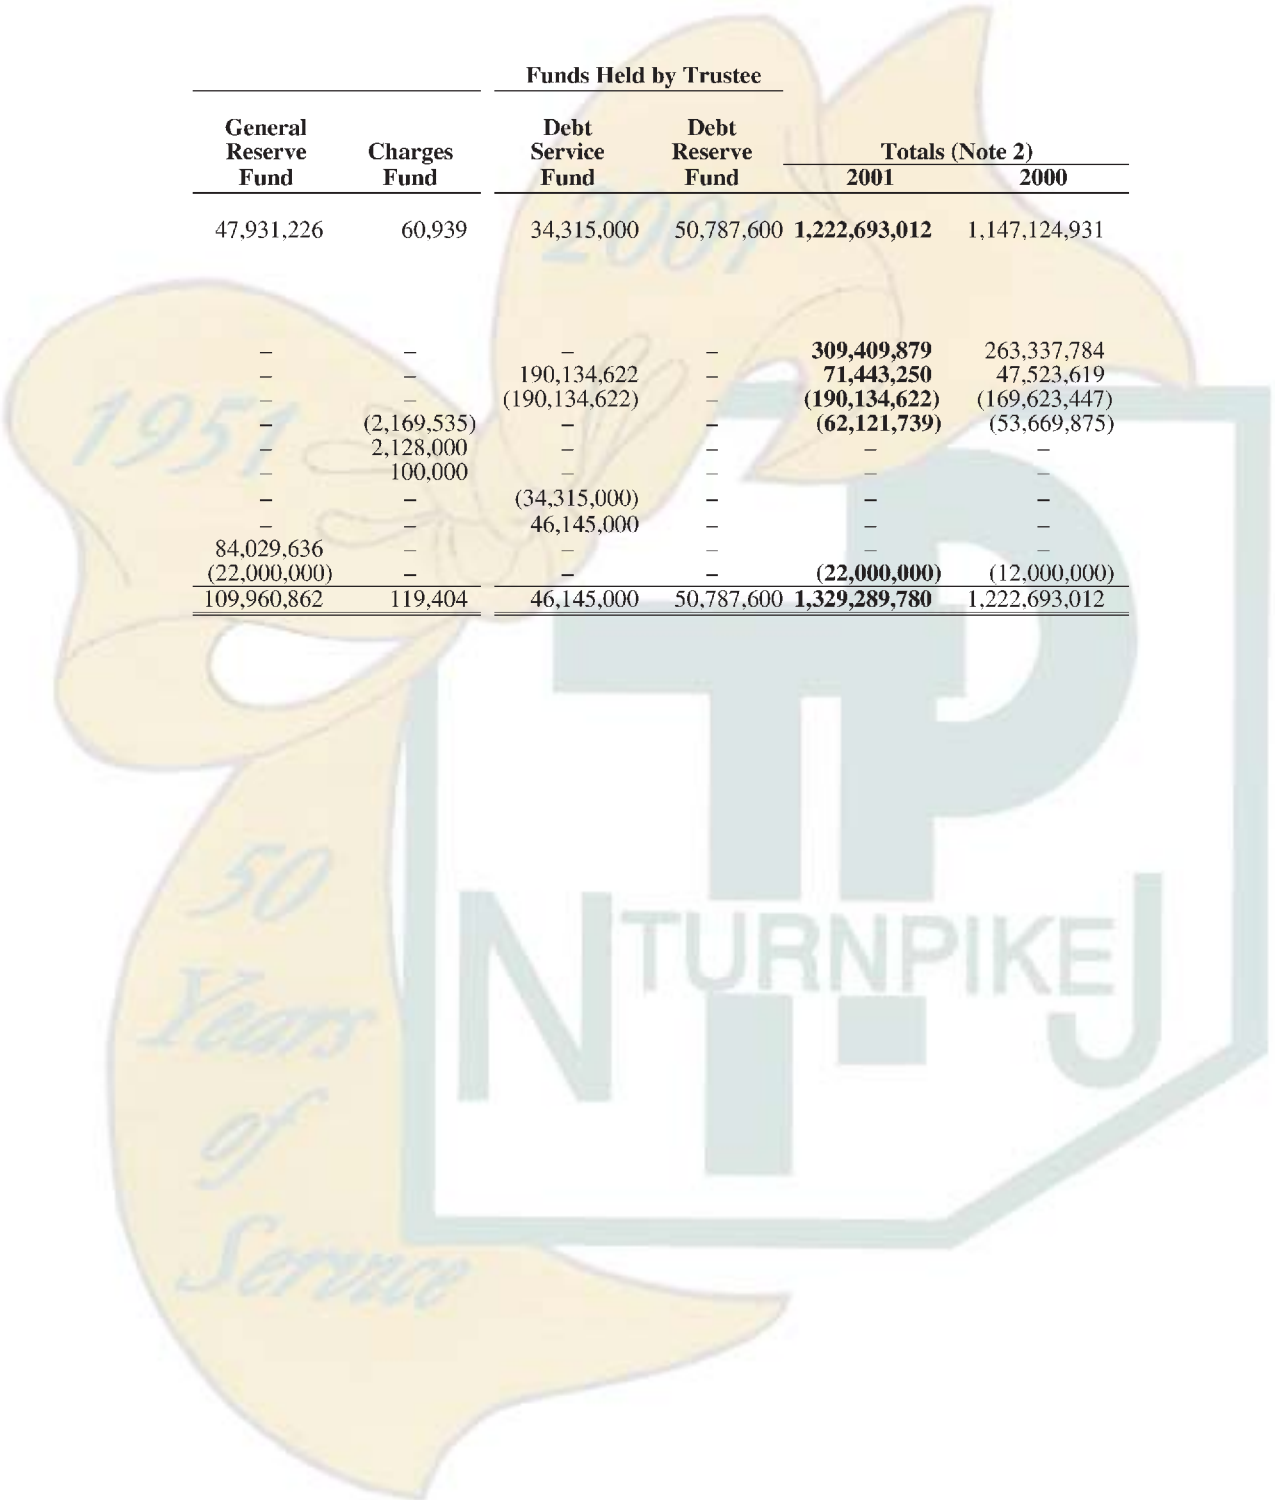 Funds Held by Trustee
General Debt Debt
Reserve Charges Service Reserve Totals (Note 2)
Fund Fund Fund Fund 2001 2000
47,931,226 60,939 34,315,000 50,787,600 1,222,693,012 1,147,124,931
– – – – 309,409,879 263,337,784
– – 190,134,622 – 71,443,250 47,523,619
– – (190,134,622) – (190,134,622) (169,623,447)
– (2,169,535) – – (62,121,739) (53,669,875)
– 2,128,000 – – – –
– 100,000 – – – –
– – (34,315,000) – – –
– – 46,145,000 – – –
84,029,636 – – – – –
(22,000,000) – – – (22,000,000) (12,000,000)
109,960,862 119,404 46,145,000 50,787,600 1,329,289,780 1,222,693,012
2001
1951
50
Years
of
Service
TP
N TURNPIKE J